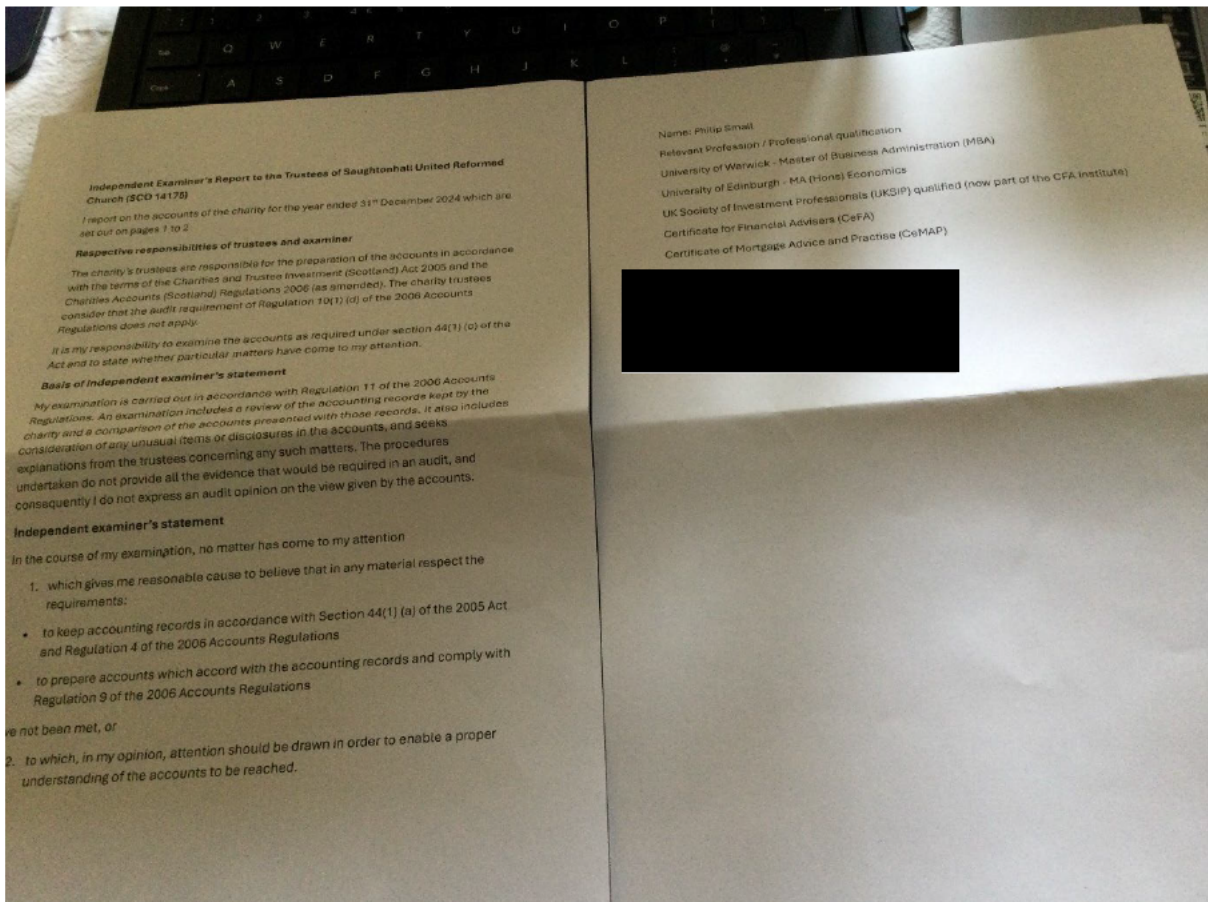 Q W E R T Y U I O P
Caps A S D F G H J K L
Independent Examiner's Report to the Trustees of Saughtonhall United Reformed
Church (SCO 14175)
I report on the accounts of the charity for the year ended 31st December 2024 which are
set out on pages 1 to 2
Respective responsibilities of trustees and examiner
The charity's trustees are responsible for the preparation of the accounts in accordance
with the terms of the Charities and Trustee Investment (Scotland) Act 2005 and the
Charities Accounts (Scotland) Regulations 2006 (as amended). The charity trustees
consider that the audit requirement of Regulation 10(1) (d) of the 2006 Accounts
Regulations does not apply.
It is my responsibility to examine the accounts as required under section 44(1) (c) of the
Act and to state whether particular matters have come to my attention.
Basis of independent examiner's statement
My examination is carried out in accordance with Regulation 11 of the 2006 Accounts
Regulations. An examination includes a review of the accounting records kept by the
charity and a comparison of the accounts presented with those records. It also includes
consideration of any unusual items or disclosures in the accounts, and seeks
explanations from the trustees concerning any such matters. The procedures
undertaken do not provide all the evidence that would be required in an audit, and
consequently I do not express an audit opinion on the view given by the accounts.
Independent examiner's statement
In the course of my examination, no matter has come to my attention
1. which gives me reasonable cause to believe that in any material respect the
requirements:
• to keep accounting records in accordance with Section 44(1) (a) of the 2005 Act
and Regulation 4 of the 2006 Accounts Regulations
• to prepare accounts which accord with the accounting records and comply with
Regulation 9 of the 2006 Accounts Regulations
ve not been met, or
2. to which, in my opinion, attention should be drawn in order to enable a proper
understanding of the accounts to be reached.
Name: Philip Small
Relevant Profession / Professional qualification
University of Warwick - Master of Business Administration (MBA)
University of Edinburgh - MA (Hons) Economics
UK Society of Investment Professionals (UKSIP) qualified (now part of the CFA Institute)
Certificate for Financial Advisers (CeFA)
Certificate of Mortgage Advice and Practise (CeMAP)